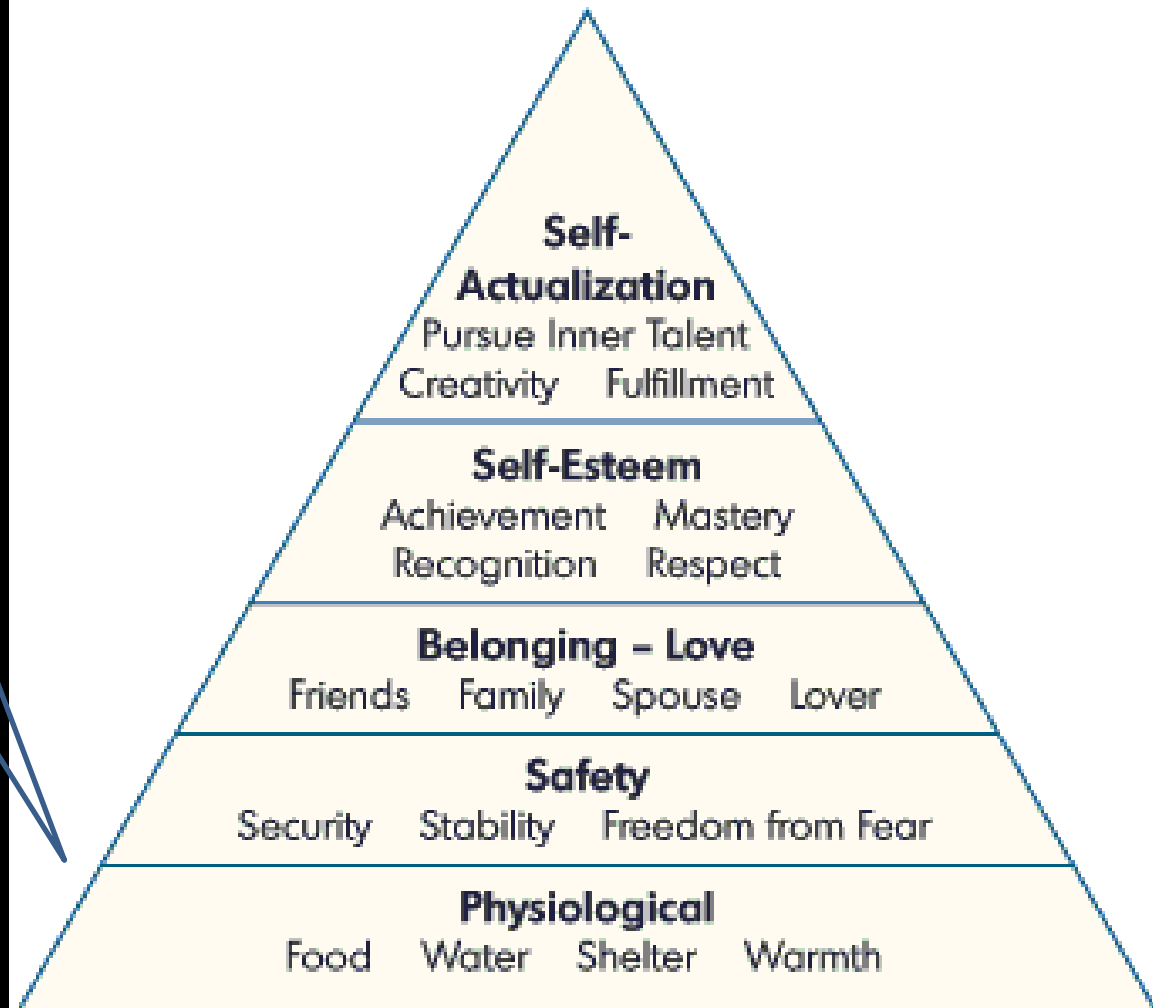 Self-
Actualization
Pursue Inner Talent
Creativity Fulfillment
Self-Esteem
Achievement Mastery
Recognition Respect
Belonging – Love
Friends Family Spouse Lover
Safety
Security Stability Freedom from Fear
Physiological
Food Water Shelter Warmth